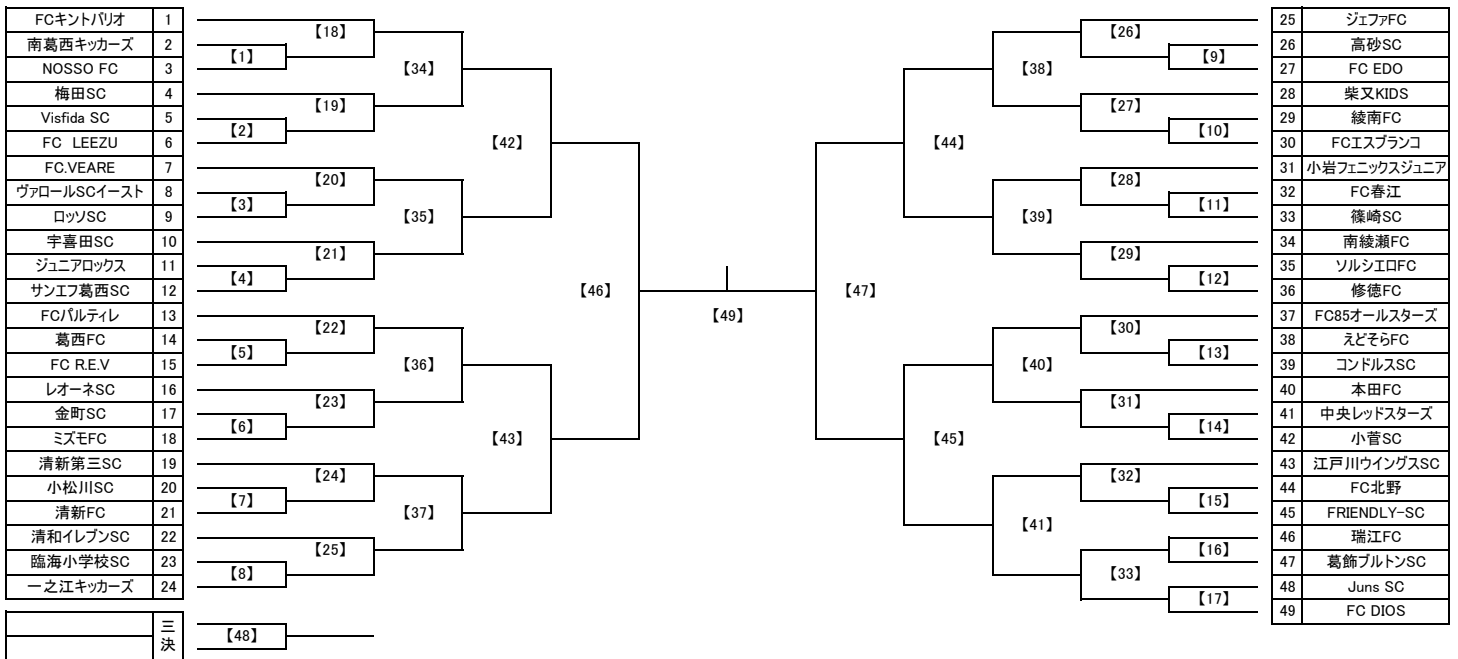 FCキントバリオ 1
南葛西キッカーズ 2
NOSSO FC 3
梅田SC 4
Visfida SC 5
FC LEEZU 6
FC.VEARE 7
ヴァロールSCイースト 8
ロッソSC 9
宇喜田SC 10
ジュニアロックス 11
サンエフ葛西SC 12
FCパルティレ 13
葛西FC 14
FC R.E.V 15
レオーネSC 16
金町SC 17
ミズモFC 18
清新第三SC 19
小松川SC 20
清新FC 21
清和イレブンSC 22
臨海小学校SC 23
一之江キッカーズ 24
三決
【48】
【1】
【2】
【3】
【4】
【5】
【6】
【7】
【8】
【18】
【19】
【20】
【21】
【22】
【23】
【24】
【25】
【34】
【35】
【36】
【37】
【42】
【43】
【46】
【49】
【47】
【44】
【45】
【38】
【39】
【40】
【41】
【26】
【27】
【28】
【29】
【30】
【31】
【32】
【33】
【9】
【10】
【11】
【12】
【13】
【14】
【15】
【16】
【17】
25 ジェファFC
26 高砂SC
27 FC EDO
28 柴又KIDS
29 綾南FC
30 FCエスブランコ
31 小岩フェニックスジュニア
32 FC春江
33 篠崎SC
34 南綾瀬FC
35 ソルシエロFC
36 修徳FC
37 FC85オールスターズ
38 えどそらFC
39 コンドルスSC
40 本田FC
41 中央レッドスターズ
42 小菅SC
43 江戸川ウイングスSC
44 FC北野
45 FRIENDLY-SC
46 瑞江FC
47 葛飾ブルトンSC
48 Juns SC
49 FC DIOS